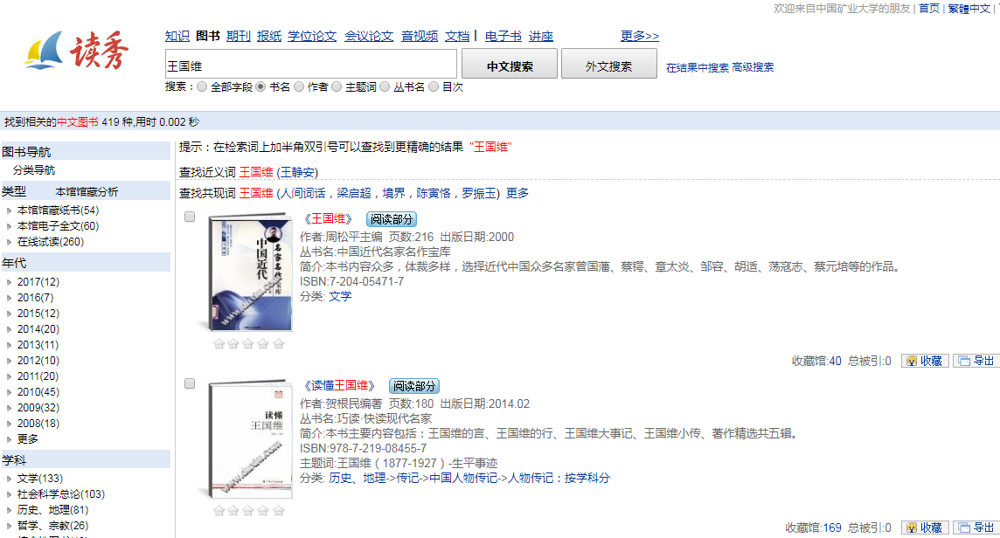 欢迎来自中国矿业大学的朋友 | 首页 | 繁體中文 |
读秀
知识 图书 期刊 报纸 学位论文 会议论文 音视频 文档 | 电子书 讲座 更多>>
王国维 中文搜索 外文搜索 在结果中搜索 高级搜索
搜索： 全部字段 书名 作者 主题词 丛书名 目次
找到相关的中文图书 419 种,用时 0.002 秒
图书导航
分类导航
类型 本馆馆藏分析
本馆馆藏纸书(54)
本馆电子全文(60)
在线试读(260)
年代
2017(12)
2016(7)
2015(12)
2014(20)
2013(11)
2012(10)
2011(20)
2010(45)
2009(32)
2008(18)
更多
学科
文学(133)
社会科学总论(103)
历史、地理(81)
哲学、宗教(26)
提示：在检索词上加半角双引号可以查找到更精确的结果 "王国维"
查找近义词 王国维 (王静安)
查找共现词 王国维 (人间词话，梁启超，境界，陈寅恪，罗振玉) 更多
中国近代
名家名作宝库
《王国维》 阅读部分
作者:周松平主编 页数:216 出版日期:2000
丛书名:中国近代名家名作宝库
简介:本书内容众多，体裁多样，选择近代中国众多名家曾国藩、蔡锷、章太炎、邹容、胡适、荡寇志、蔡元培等的作品。
ISBN:7-204-05471-7
分类: 文学
收藏馆:40 总被引:0 收藏 导出
读懂
王国维
《读懂王国维》 阅读部分
作者:贺根民编著 页数:180 出版日期:2014.02
丛书名:巧读·快读现代名家
简介:本书主要内容包括：王国维的言、王国维的行、王国维大事记、王国维小传、著作精选共五辑。
ISBN:978-7-219-08455-7
主题词:王国维（1877-1927）-生平事迹
分类: 历史、地理->传记->中国人物传记->人物传记：按学科分
收藏馆:169 总被引:0 收藏 导出